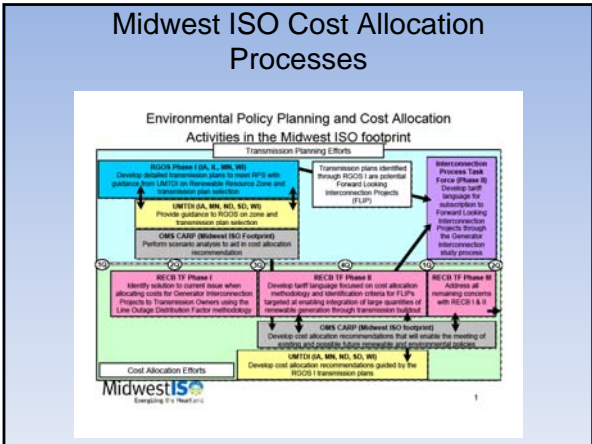 Midwest ISO Cost Allocation
Processes
Environmental Policy Planning and Cost Allocation
Activities in the Midwest ISO footprint
Transmission Planning Efforts
RGOS Phase I (IA, IL, MN, WI)
Develop detailed transmission plans to meet RPS with
guidance from UMTDI on Renewable Resource Zone and
transmission plan selection
Transmission plans identified
through RGOS I are potential
Forward Looking
Interconnection Projects
(FLIP)
Interconnection
Process Task
Force (Phase II)
Develop tariff
language for
subscription to
Forward Looking
Interconnection
Projects through
the Generator
Interconnection
study process
UMTDI (IA, MN, ND, SD, WI)
Provide guidance to RGOS on zone and
transmission plan selection
OMS CARP (Midwest ISO Footprint)
Perform scenario analysis to aid in cost allocation
recommendation
1Q 2Q 3Q 4Q 1Q 2Q
RECB TF Phase I
Identify solution to current issue when
allocating costs for Generator Interconnection
Projects to Transmission Owners using the
Line Outage Distribution Factor methodology
RECB TF Phase II
Develop tariff language focused on cost allocation
methodology and identification criteria for FLIPs
targeted at enabling integration of large quantities of
renewable generation through transmission buildout
RECB TF Phase III
Address all
remaining concerns
with RECB I & II
OMS CARP (Midwest ISO footprint)
Develop cost allocation recommendations that will enable the meeting of
existing and possible future renewable and environmental policies
UMTDI (IA, MN, ND, SD, WI)
Develop cost allocation recommendations guided by the
RGOS I transmission plans
Cost Allocation Efforts
MidwestISO
Energizing the Heartland
1